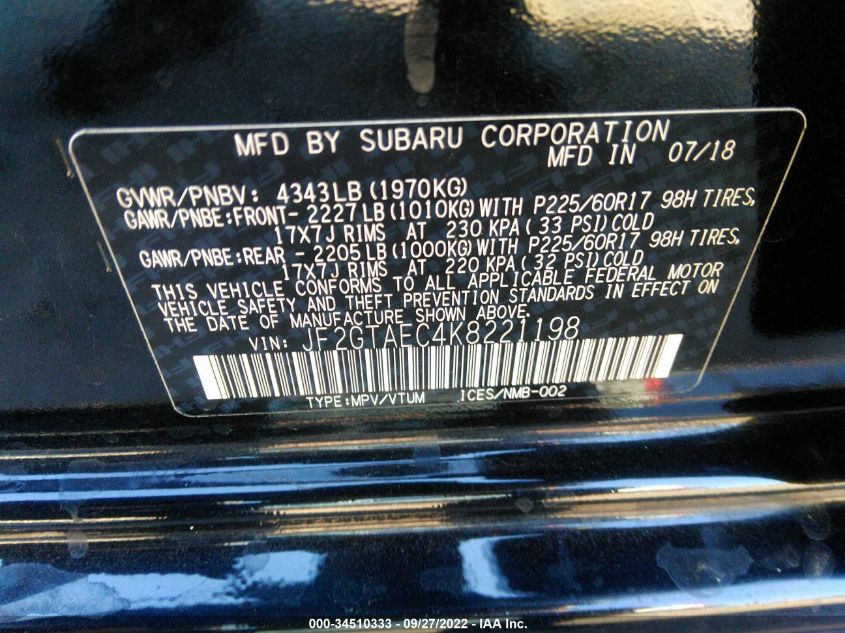 MFD BY SUBARU CORPORATION
MFD IN 07/18
GVWR/PNBV: 4343LB (1970KG)
GAWR/PNBE:FRONT- 2227 LB (1010KG) WITH P225/60R17 98H TIRES,
17X7J RIMS AT 230 KPA ( 33 PSI) COLD
GAWR/PNBE:REAR - 2205 LB (1000KG) WITH P225/60R17 98H TIRES,
17X7J RIMS AT 220 KPA ( 32 PSI) COLD
THIS VEHICLE CONFORMS TO ALL APPLICABLE FEDERAL MOTOR
VEHICLE SAFETY AND THEFT PREVENTION STANDARDS IN EFFECT ON
THE DATE OF MANUFACTURE SHOWN ABOVE.
VIN: JF2GTAEC4K8221198
TYPE:MPV/VTUM ICES/NMB-002
000-34510333 - 09/27/2022 - IAA Inc.